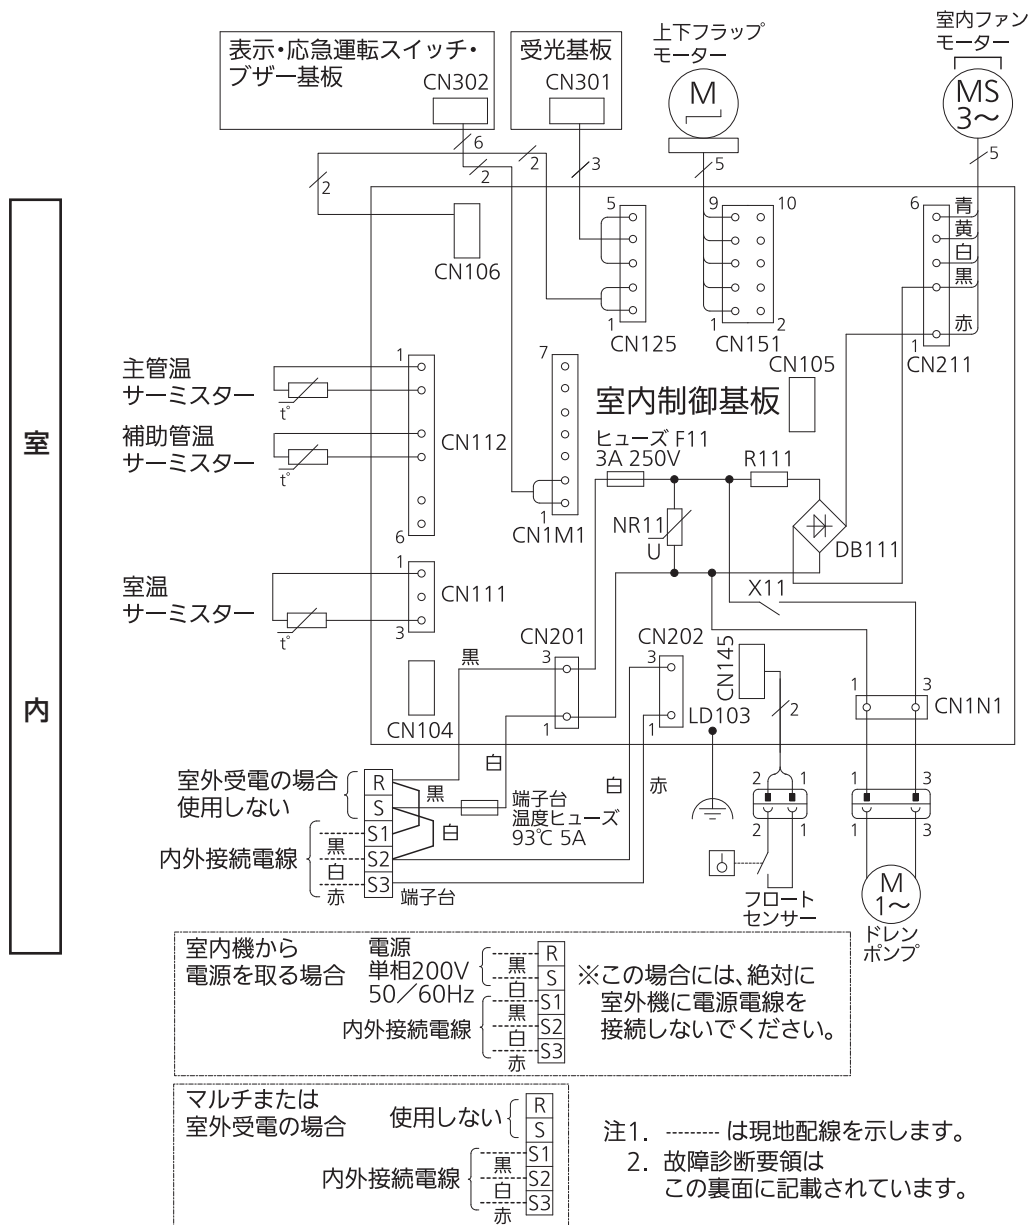 室
内
表示・応急運転スイッチ・
ブザー基板
CN302
受光基板
CN301
上下フラップ
モーター
M
室内ファン
モーター
MS
3～
6
2
2
2
3
5
5
CN106
5
1
CN125
9
10
1
2
CN151
6
青
黄
白
黒
赤
1
CN211
CN105
主管温
サーミスター
t°
補助管温
サーミスター
t°
1
6
CN112
7
1
CN1M1
室内制御基板
ヒューズ F11
3A 250V
R111
NR11
U
DB111
X11
室温
サーミスター
t°
1
3
CN111
CN104
CN201
3
1
黒
白
CN202
3
1
白
赤
CN145
2
LD103
1
3
CN1N1
室外受電の場合
使用しない
R
S
S1
S2
S3
黒
白
端子台
温度ヒューズ
93℃ 5A
内外接続電線
黒
白
赤
端子台
2
1
2
1
フロート
センサー
1
3
1
3
M
1～
ドレン
ポンプ
室内機から
電源を取る場合
電源
単相200V
50／60Hz
黒
白
内外接続電線
黒
白
赤
R
S
S1
S2
S3
※この場合には、絶対に
室外機に電源電線を
接続しないでください。
マルチまたは
室外受電の場合
使用しない
内外接続電線
黒
白
赤
R
S
S1
S2
S3
注1. -------- は現地配線を示します。
2. 故障診断要領は
この裏面に記載されています。